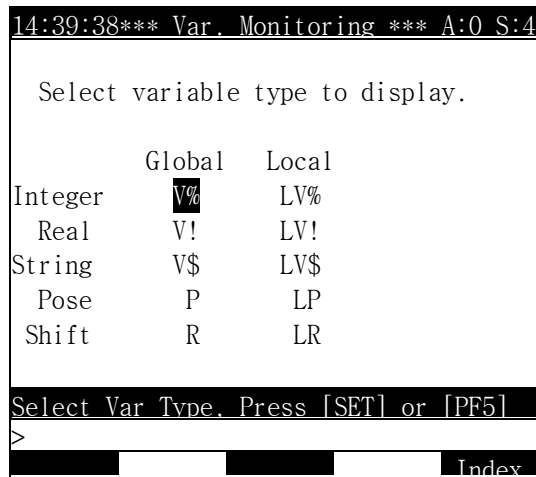 14:39:38*** Var. Monitoring *** A:0 S:4
Select variable type to display.
Global Local
Integer V% LV%
Real V! LV!
String V$ LV$
Pose P LP
Shift R LR
Select Var Type, Press [SET] or [PF5]
>
Index